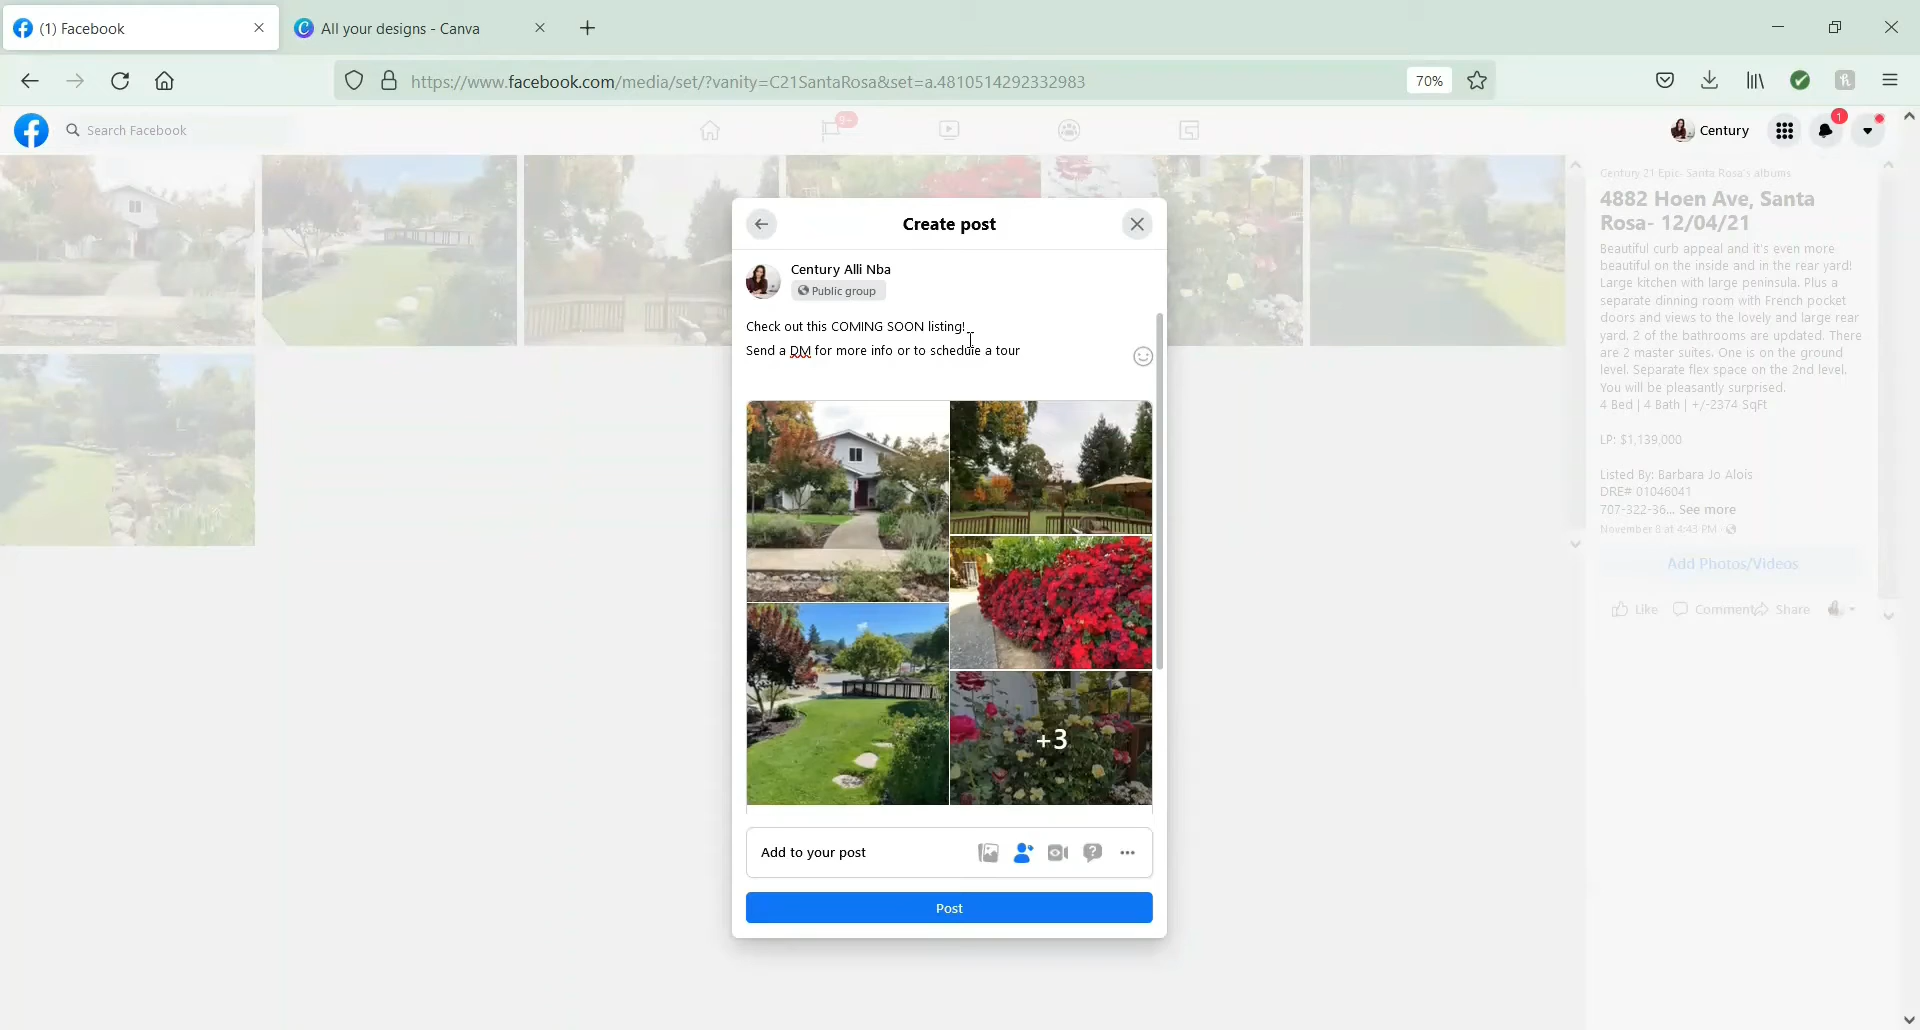 (1) Facebook
All your designs - Canva
https://www.facebook.com/media/set/?vanity=C21SantaRosa&set=a.4810514292332983
70%
Search Facebook
9+
Century
1
Century 21 Epic- Santa Rosa's albums
4882 Hoen Ave, Santa
Rosa- 12/04/21
Beautiful curb appeal and it's even more
beautiful on the inside and in the rear yard!
Large kitchen with large peninsula. Plus a
separate dinning room with French pocket
doors and views to the lovely and large rear
yard. 2 of the bathrooms are updated. There
are 2 master suites. One is on the ground
level. Separate flex space on the 2nd level.
You will be pleasantly surprised.
4 Bed | 4 Bath | +/-2374 SqFt
LP: $1,139,000
Listed By: Barbara Jo Alois
DRE# 01046041
707-322-36... See more
November 8 at 4:43 PM ·
Add Photos/Videos
Like Comment Share
Create post
Century Alli Nba
Public group
Check out this COMING SOON listing!
Send a DM for more info or to schedule a tour
+3
Add to your post
Post